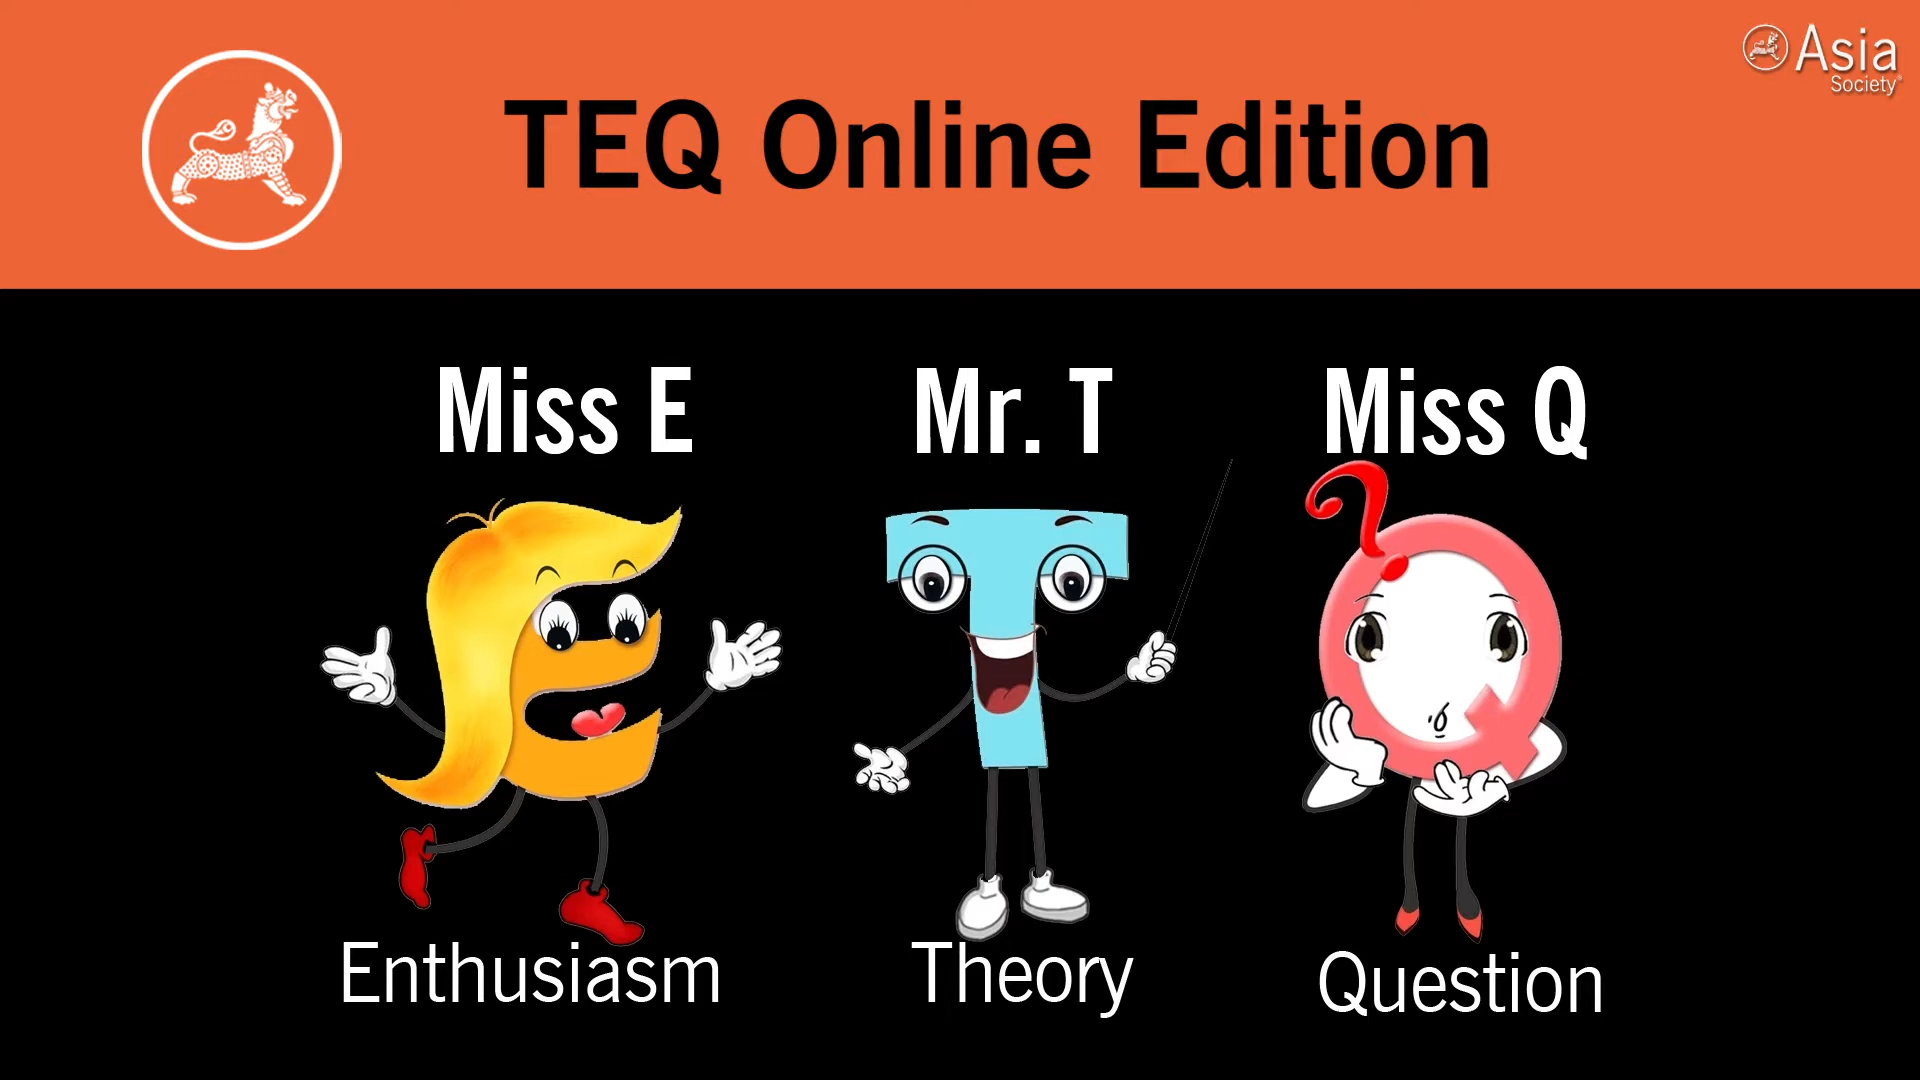 Asia
Society
TEQ Online Edition
Miss E
Mr. T
Miss Q
Enthusiasm
Theory
Question